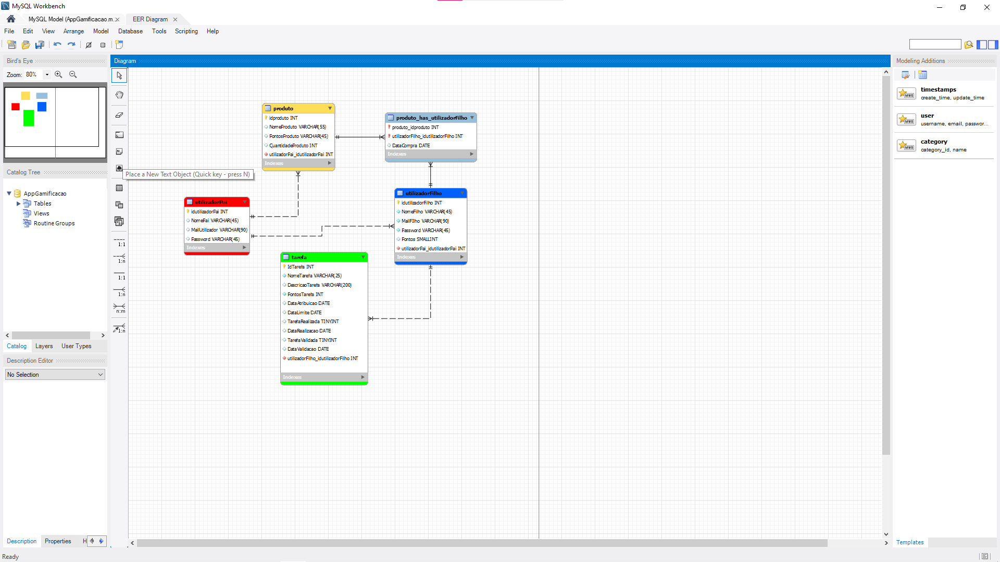 MySQL Workbench
MySQL Model (AppGamificacao.m...
EER Diagram
File Edit View Arrange Model Database Tools Scripting Help
Bird's Eye
Zoom: 80%
Catalog Tree
AppGamificacao
Tables
Views
Routine Groups
Catalog Layers User Types
Description Editor
No Selection
Description Properties H
Ready
Diagram
Place a New Text Object (Quick key - press N)
1:1
1:n
1:1
1:n
n:m
1:n
produto
idproduto INT
NomeProduto VARCHAR(55)
PontosProduto VARCHAR(45)
QuantidadeProduto INT
utilizadorPai_idutilizadorPai INT
Indexes
produto_has_utilizadorFilho
produto_idproduto INT
utilizadorFilho_idutilizadorFilho INT
DataCompra DATE
Indexes
utilizadorPai
idutilizadorPai INT
NomePai VARCHAR(45)
MailUtilizador VARCHAR(90)
Password VARCHAR(45)
Indexes
utilizadorFilho
idutilizadorFilho INT
NomeFilho VARCHAR(45)
MailFIlho VARCHAR(90)
Password VARCHAR(45)
Pontos SMALLINT
utilizadorPai_idutilizadorPai INT
Indexes
tarefa
IdTarefa INT
NomeTarefa VARCHAR(25)
DescricaoTarefa VARCHAR(200)
PontosTarefa INT
DataAtribuicao DATE
DataLimite DATE
TarefaRealizada TINYINT
DataRealizacao DATE
TarefaValidada TINYINT
DataValidacao DATE
utilizadorFilho_idutilizadorFilho INT
Indexes
Modeling Additions
MWB
timestamps
create_time, update_time
MWB
user
username, email, passwor...
MWB
category
category_id, name
Templates